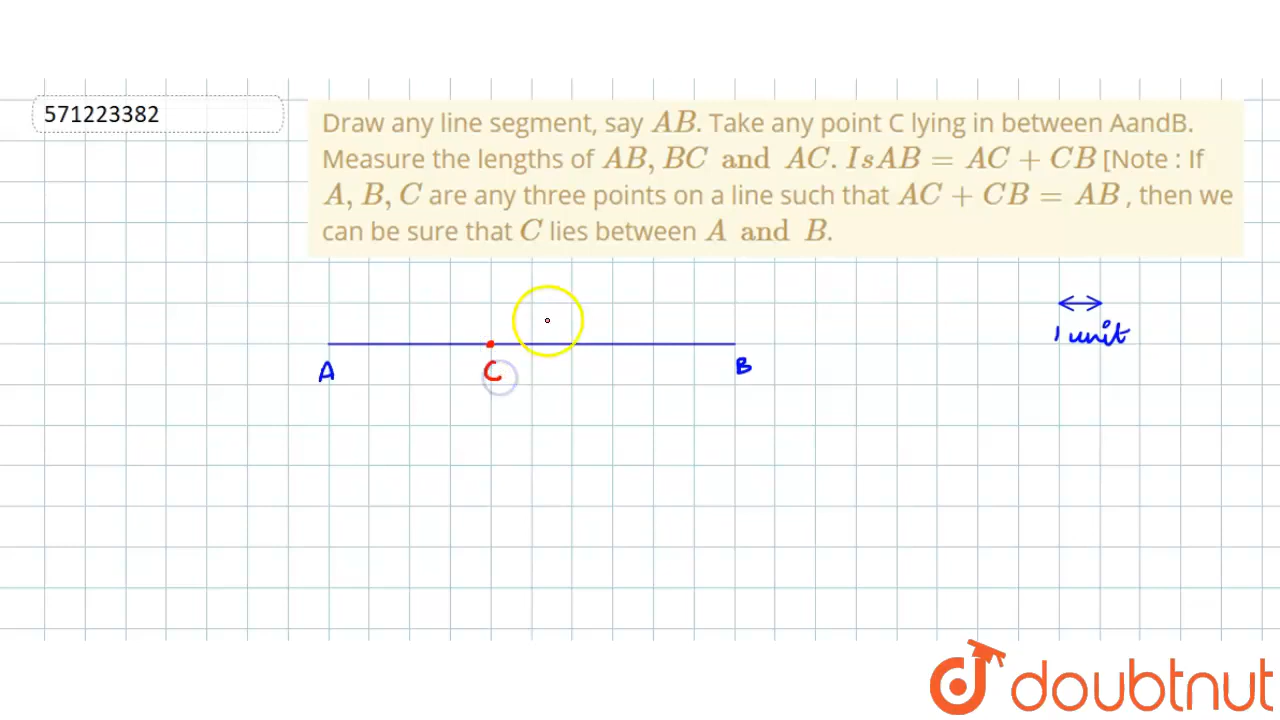 571223382
Draw any line segment, say AB. Take any point C lying in between AandB.
Measure the lengths of AB, BC and AC. IsAB = AC + CB [Note : If
A, B, C are any three points on a line such that AC + CB = AB , then we
can be sure that C lies between A and B.
1 unit
A C B
doubtnut